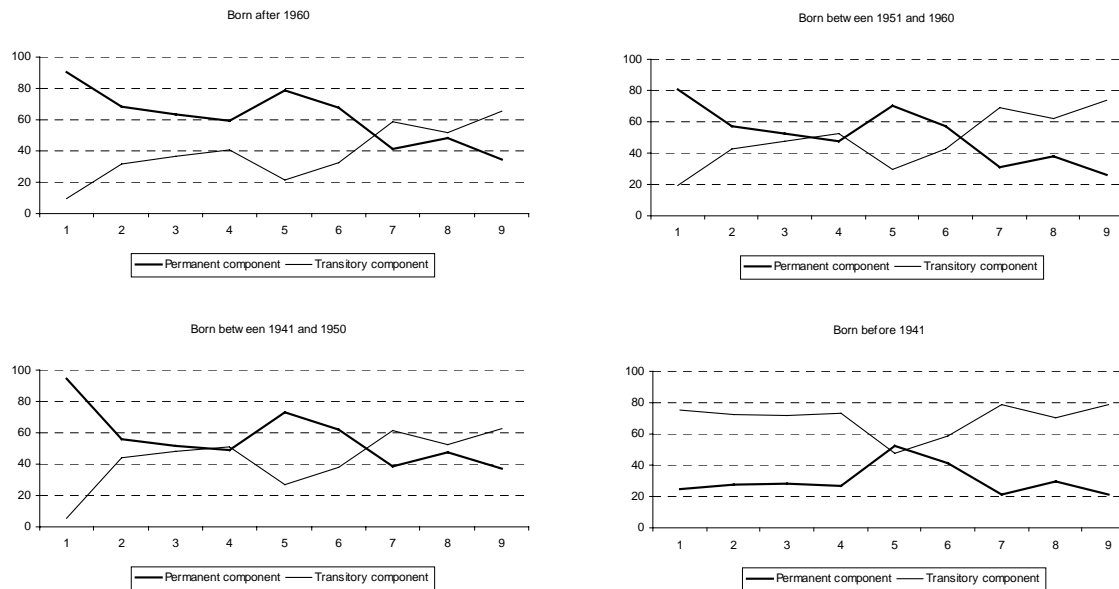 Born after 1960
100
80
60
40
20
0
1 2 3 4 5 6 7 8 9
Permanent component Transitory component
Born between 1951 and 1960
100
80
60
40
20
0
1 2 3 4 5 6 7 8 9
Permanent component Transitory component
Born between 1941 and 1950
100
80
60
40
20
0
1 2 3 4 5 6 7 8 9
Permanent component Transitory component
Born before 1941
100
80
60
40
20
0
1 2 3 4 5 6 7 8 9
Permanent component Transitory component